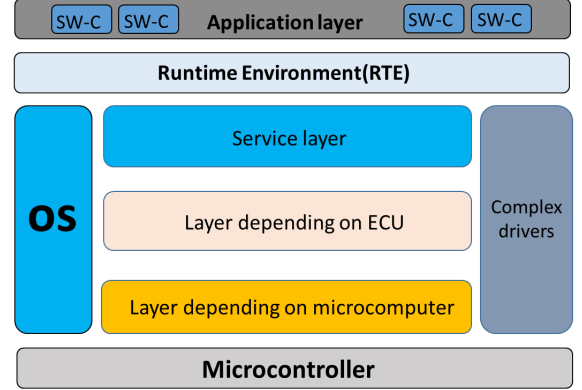 SW-C SW-C Application layer SW-C SW-C
Runtime Environment(RTE)
Service layer
OS
Layer depending on ECU
Complex
drivers
Layer depending on microcomputer
Microcontroller